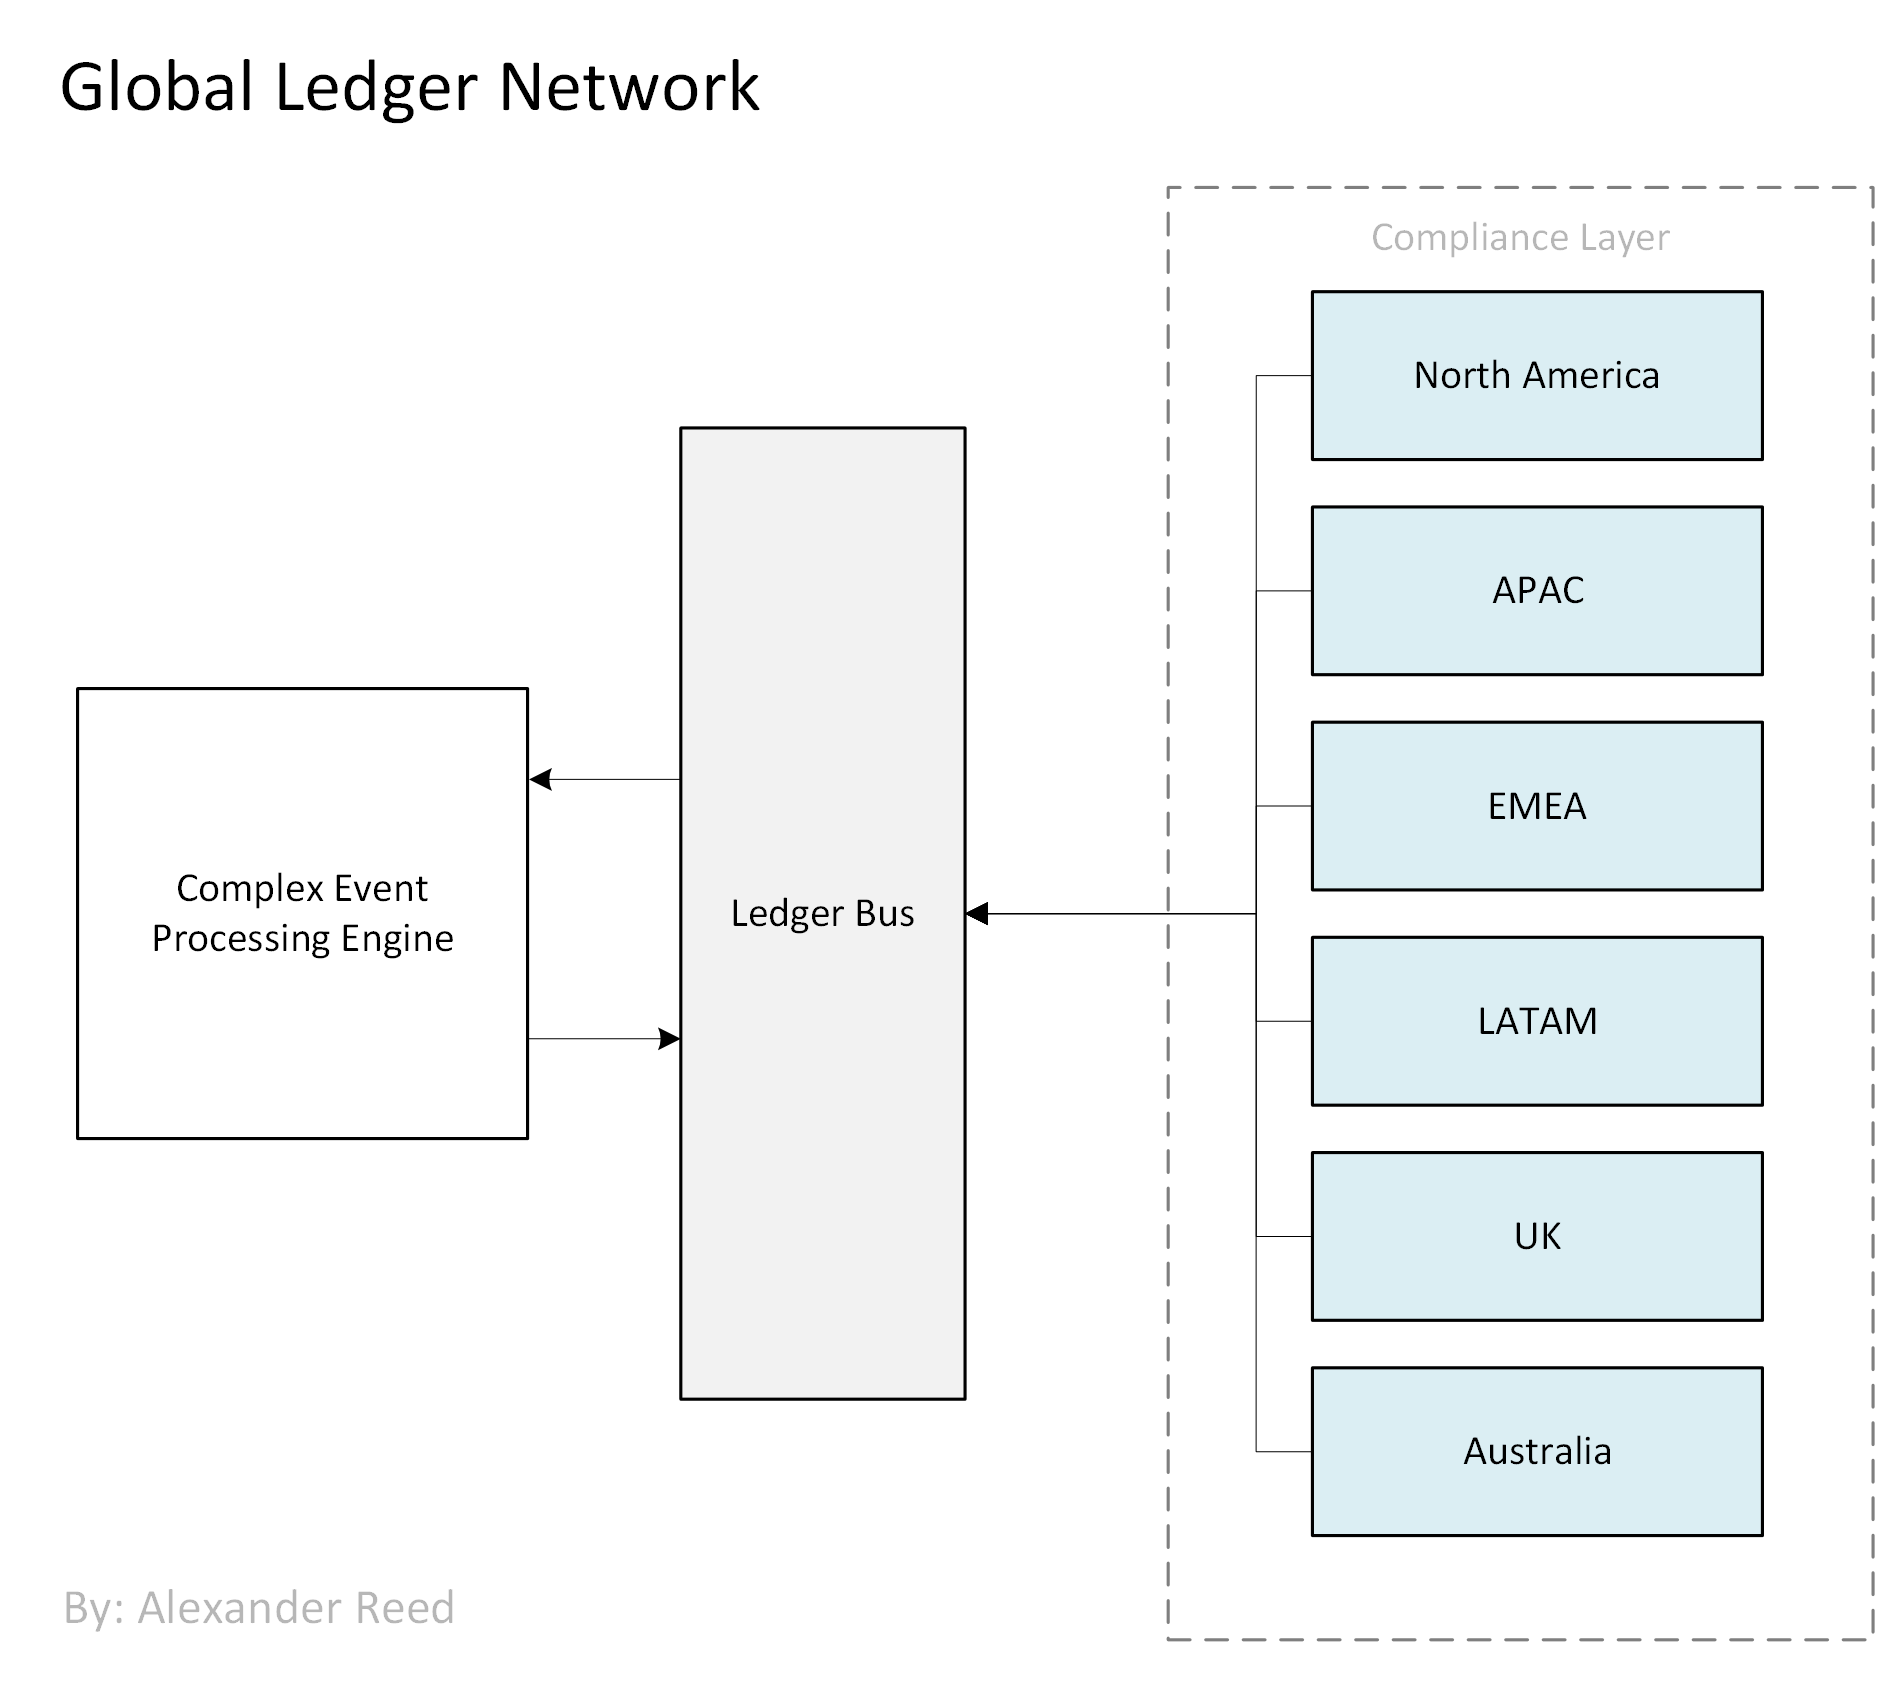 Global Ledger Network
Compliance Layer
North America
APAC
EMEA
LATAM
UK
Australia
Ledger Bus
Complex Event
Processing Engine
By: Alexander Reed